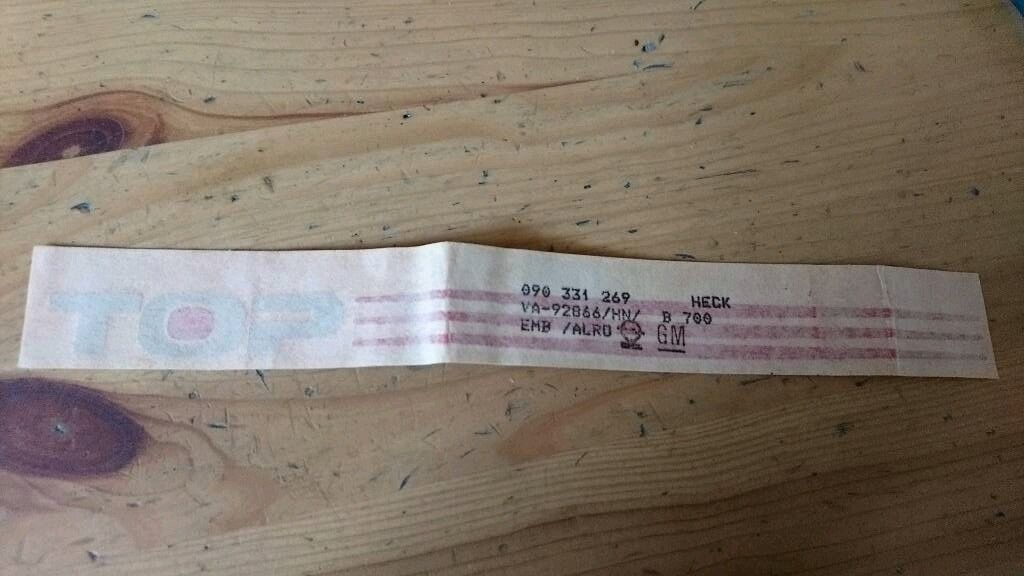 TOP
090 331 269 HECK
VA-92866/HN/ B 700
EMB /ALRO GM